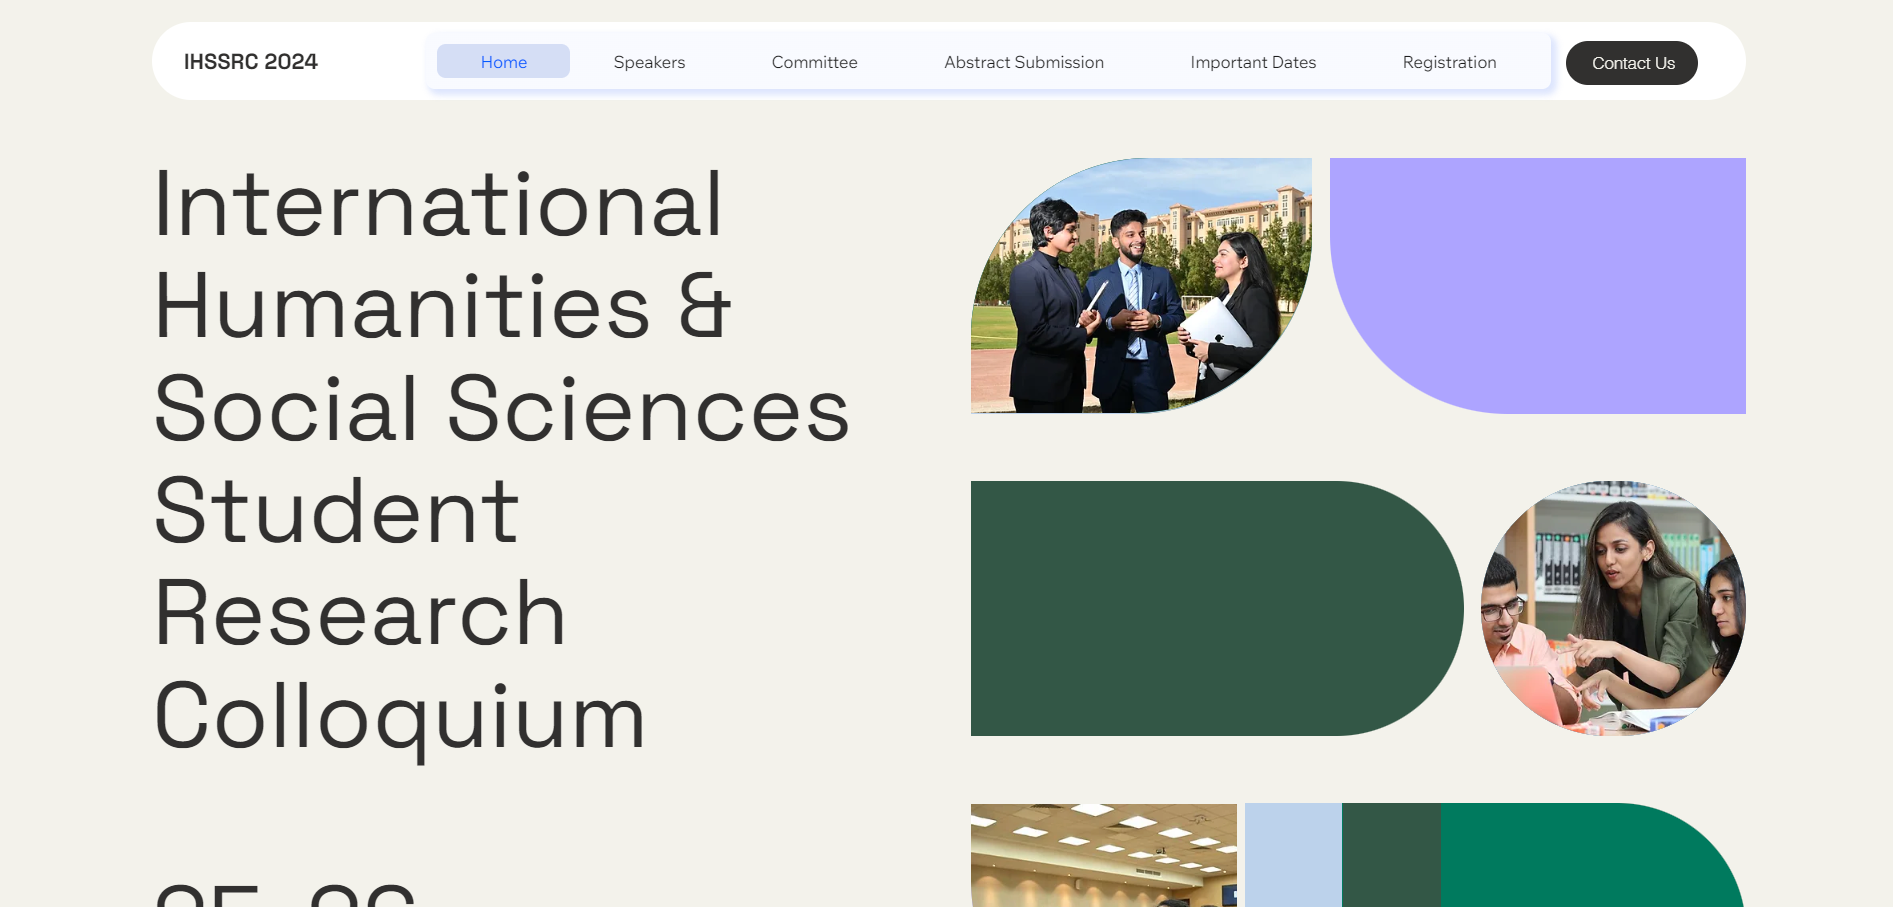 IHSSRC 2024
Home
Speakers
Committee
Abstract Submission
Important Dates
Registration
Contact Us
International
Humanities &
Social Sciences
Student
Research
Colloquium